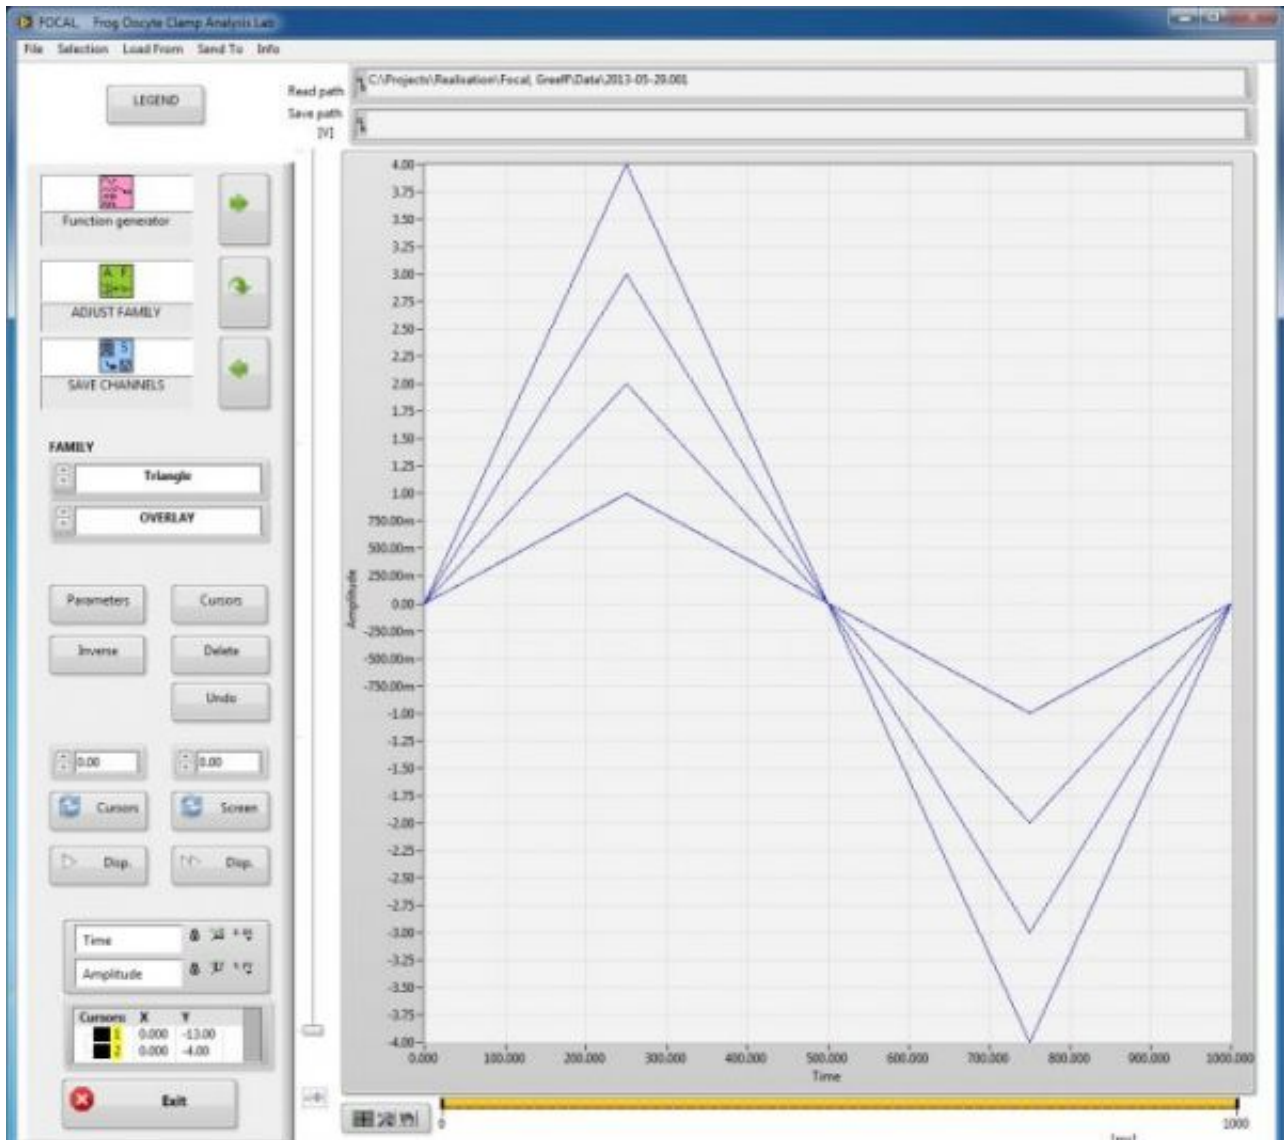 FOCAL, Frog Oocyte Clamp Analysis Lab
File Selection Load From Send To Info
LEGEND
Read path
C:\Projects\Realisation\Focal, Greeff\Data\2013-05-29.001
Save path
[V]
Function generator
ADJUST FAMILY
SAVE CHANNELS
FAMILY
Triangle
OVERLAY
Parameters
Cursors
Inverse
Delete
Undo
0.00
0.00
Cursors
Screen
Disp.
Disp.
Time
Amplitude
Cursors: X Y
1 0.000 -13.00
2 0.000 -4.00
Exit
Amplitude
4.00
3.75
3.50
3.25
3.00
2.75
2.50
2.25
2.00
1.75
1.50
1.25
1.00
750.00m
500.00m
250.00m
0.00
-250.00m
-500.00m
-750.00m
-1.00
-1.25
-1.50
-1.75
-2.00
-2.25
-2.50
-2.75
-3.00
-3.25
-3.50
-3.75
-4.00
0.000 100.000 200.000 300.000 400.000 500.000 600.000 700.000 800.000 900.000 1000.000
Time
0 1000